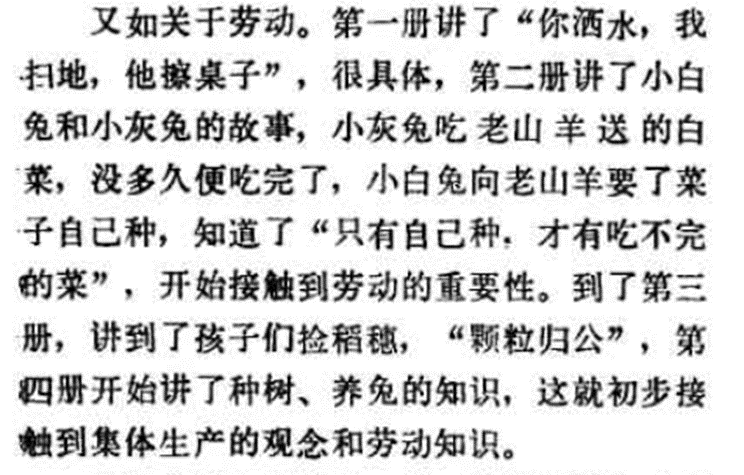 又如关于劳动。第一册讲了“你洒水，我
扫地，他擦桌子”，很具体，第二册讲了小白
兔和小灰兔的故事，小灰兔吃老山羊送的白
菜，没多久便吃完了，小白兔向老山羊要了菜
子自己种，知道了“只有自己种，才有吃不完
的菜”，开始接触到劳动的重要性。到了第三
册，讲到了孩子们捡稻穗，“颗粒归公”，第
四册开始讲了种树、养兔的知识，这就初步接
触到集体生产的观念和劳动知识。